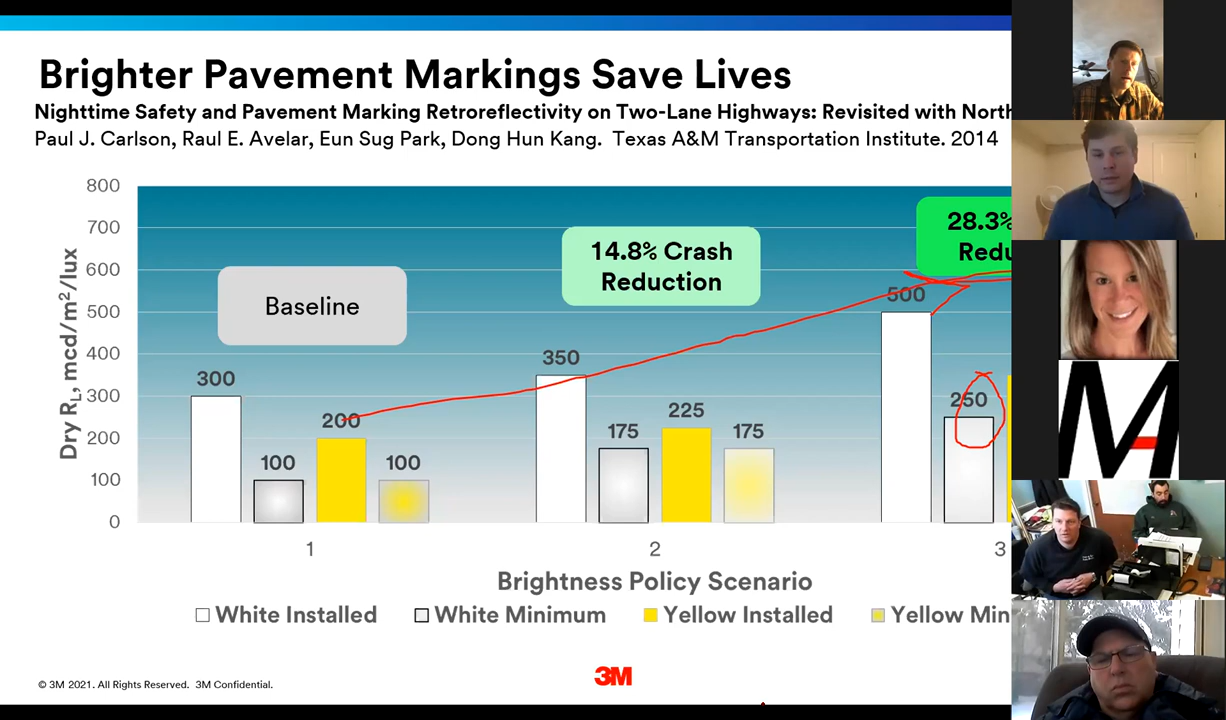 Brighter Pavement Markings Save Lives
Nighttime Safety and Pavement Marking Retroreflectivity on Two-Lane Highways: Revisited with North
Paul J. Carlson, Raul E. Avelar, Eun Sug Park, Dong Hun Kang. Texas A&M Transportation Institute. 2014
800
700
600
500
400
300
200
100
0
Dry RL, mcd/m²/lux
Baseline
14.8% Crash
Reduction
28.3%
Redu
300
100
200
100
350
175
225
175
500
250
1
2
3
Brightness Policy Scenario
White Installed
White Minimum
Yellow Installed
Yellow Min
© 3M 2021. All Rights Reserved. 3M Confidential.
3M